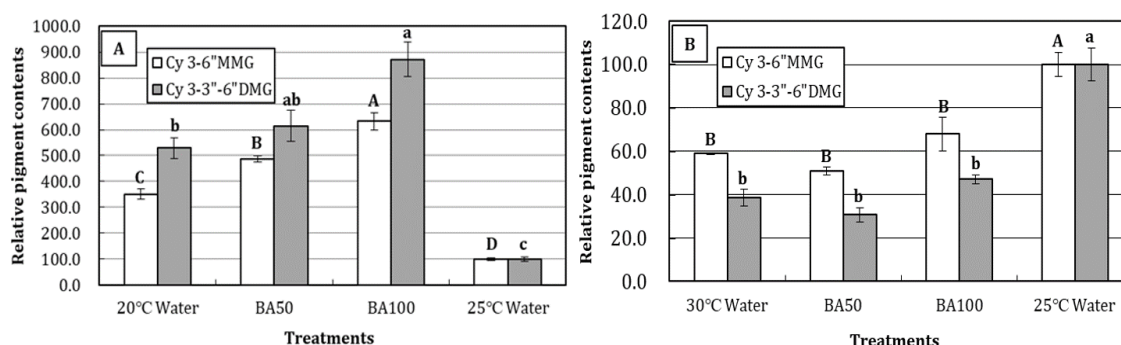 A
Cy 3-6"MMG
Cy 3-3"-6"DMG
Relative pigment contents
1000.0
900.0
800.0
700.0
600.0
500.0
400.0
300.0
200.0
100.0
0.0
C
b
B
ab
A
a
D
c
20°C Water
BA50
BA100
25°C Water
Treatments
B
Cy 3-6"MMG
Cy 3-3"-6"DMG
Relative pigment contents
120.0
100.0
80.0
60.0
40.0
20.0
0.0
B
b
B
b
B
b
A
a
30°C Water
BA50
BA100
25°C Water
Treatments